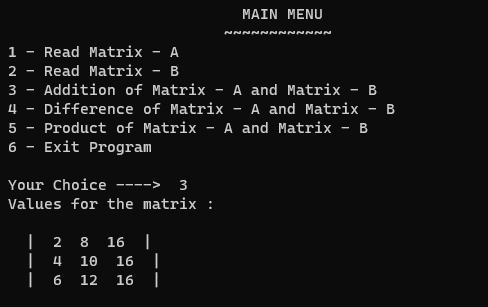 MAIN MENU
~~~~~~~~~~~~
1 - Read Matrix - A
2 - Read Matrix - B
3 - Addition of Matrix - A and Matrix - B
4 - Difference of Matrix - A and Matrix - B
5 - Product of Matrix - A and Matrix - B
6 - Exit Program
Your Choice ----> 3
Values for the matrix :
| 2 8 16 |
| 4 10 16 |
| 6 12 16 |